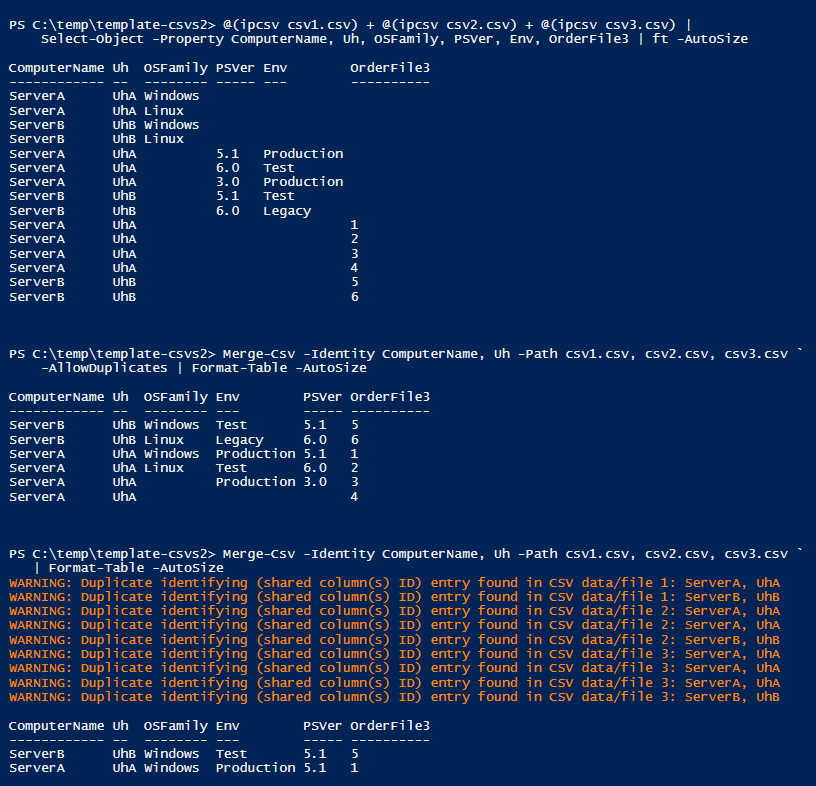 PS C:\temp\template-csvs2> @(ipcsv csv1.csv) + @(ipcsv csv2.csv) + @(ipcsv csv3.csv) |
    Select-Object -Property ComputerName, Uh, OSFamily, PSVer, Env, OrderFile3 | ft -AutoSize
ComputerName Uh  OSFamily PSVer Env        OrderFile3
------------ --  -------- ----- ---        ----------
ServerA      UhA Windows
ServerA      UhA Linux
ServerB      UhB Windows
ServerB      UhB Linux
ServerA      UhA          5.1   Production
ServerA      UhA          6.0   Test
ServerA      UhA          3.0   Production
ServerB      UhB          5.1   Test
ServerB      UhB          6.0   Legacy
ServerA      UhA                           1
ServerA      UhA                           2
ServerA      UhA                           3
ServerA      UhA                           4
ServerB      UhB                           5
ServerB      UhB                           6
PS C:\temp\template-csvs2> Merge-Csv -Identity ComputerName, Uh -Path csv1.csv, csv2.csv, csv3.csv `
    -AllowDuplicates | Format-Table -AutoSize
ComputerName Uh  OSFamily Env        PSVer OrderFile3
------------ --  -------- ---        ----- ----------
ServerB      UhB Windows  Test       5.1   5
ServerB      UhB Linux    Legacy     6.0   6
ServerA      UhA Windows  Production 5.1   1
ServerA      UhA Linux    Test       6.0   2
ServerA      UhA          Production 3.0   3
ServerA      UhA                           4
PS C:\temp\template-csvs2> Merge-Csv -Identity ComputerName, Uh -Path csv1.csv, csv2.csv, csv3.csv `
   | Format-Table -AutoSize
WARNING: Duplicate identifying (shared column(s) ID) entry found in CSV data/file 1: ServerA, UhA
WARNING: Duplicate identifying (shared column(s) ID) entry found in CSV data/file 1: ServerB, UhB
WARNING: Duplicate identifying (shared column(s) ID) entry found in CSV data/file 2: ServerA, UhA
WARNING: Duplicate identifying (shared column(s) ID) entry found in CSV data/file 2: ServerA, UhA
WARNING: Duplicate identifying (shared column(s) ID) entry found in CSV data/file 2: ServerB, UhB
WARNING: Duplicate identifying (shared column(s) ID) entry found in CSV data/file 3: ServerA, UhA
WARNING: Duplicate identifying (shared column(s) ID) entry found in CSV data/file 3: ServerA, UhA
WARNING: Duplicate identifying (shared column(s) ID) entry found in CSV data/file 3: ServerA, UhA
WARNING: Duplicate identifying (shared column(s) ID) entry found in CSV data/file 3: ServerB, UhB
ComputerName Uh  OSFamily Env        PSVer OrderFile3
------------ --  -------- ---        ----- ----------
ServerB      UhB Windows  Test       5.1   5
ServerA      UhA Windows  Production 5.1   1